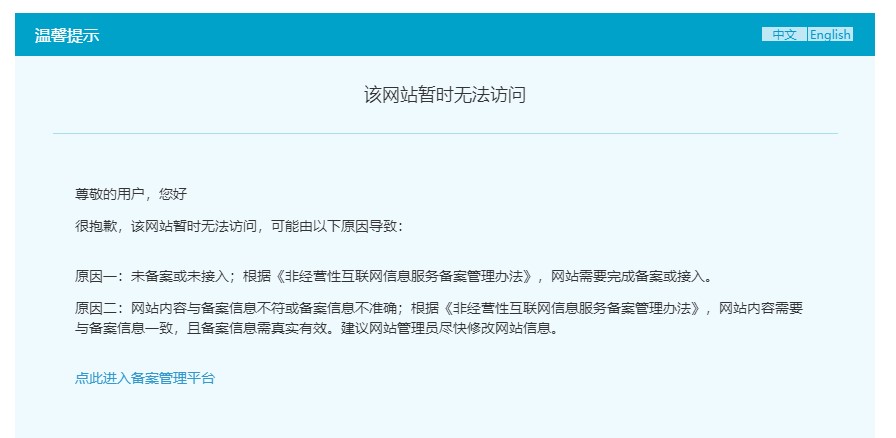 温馨提示
中文 English
该网站暂时无法访问
尊敬的用户，您好
很抱歉，该网站暂时无法访问，可能由以下原因导致：
原因一：未备案或未接入；根据《非经营性互联网信息服务备案管理办法》，网站需要完成备案或接入。
原因二：网站内容与备案信息不符或备案信息不准确；根据《非经营性互联网信息服务备案管理办法》，网站内容需要
与备案信息一致，且备案信息需真实有效。建议网站管理员尽快修改网站信息。
点此进入备案管理平台